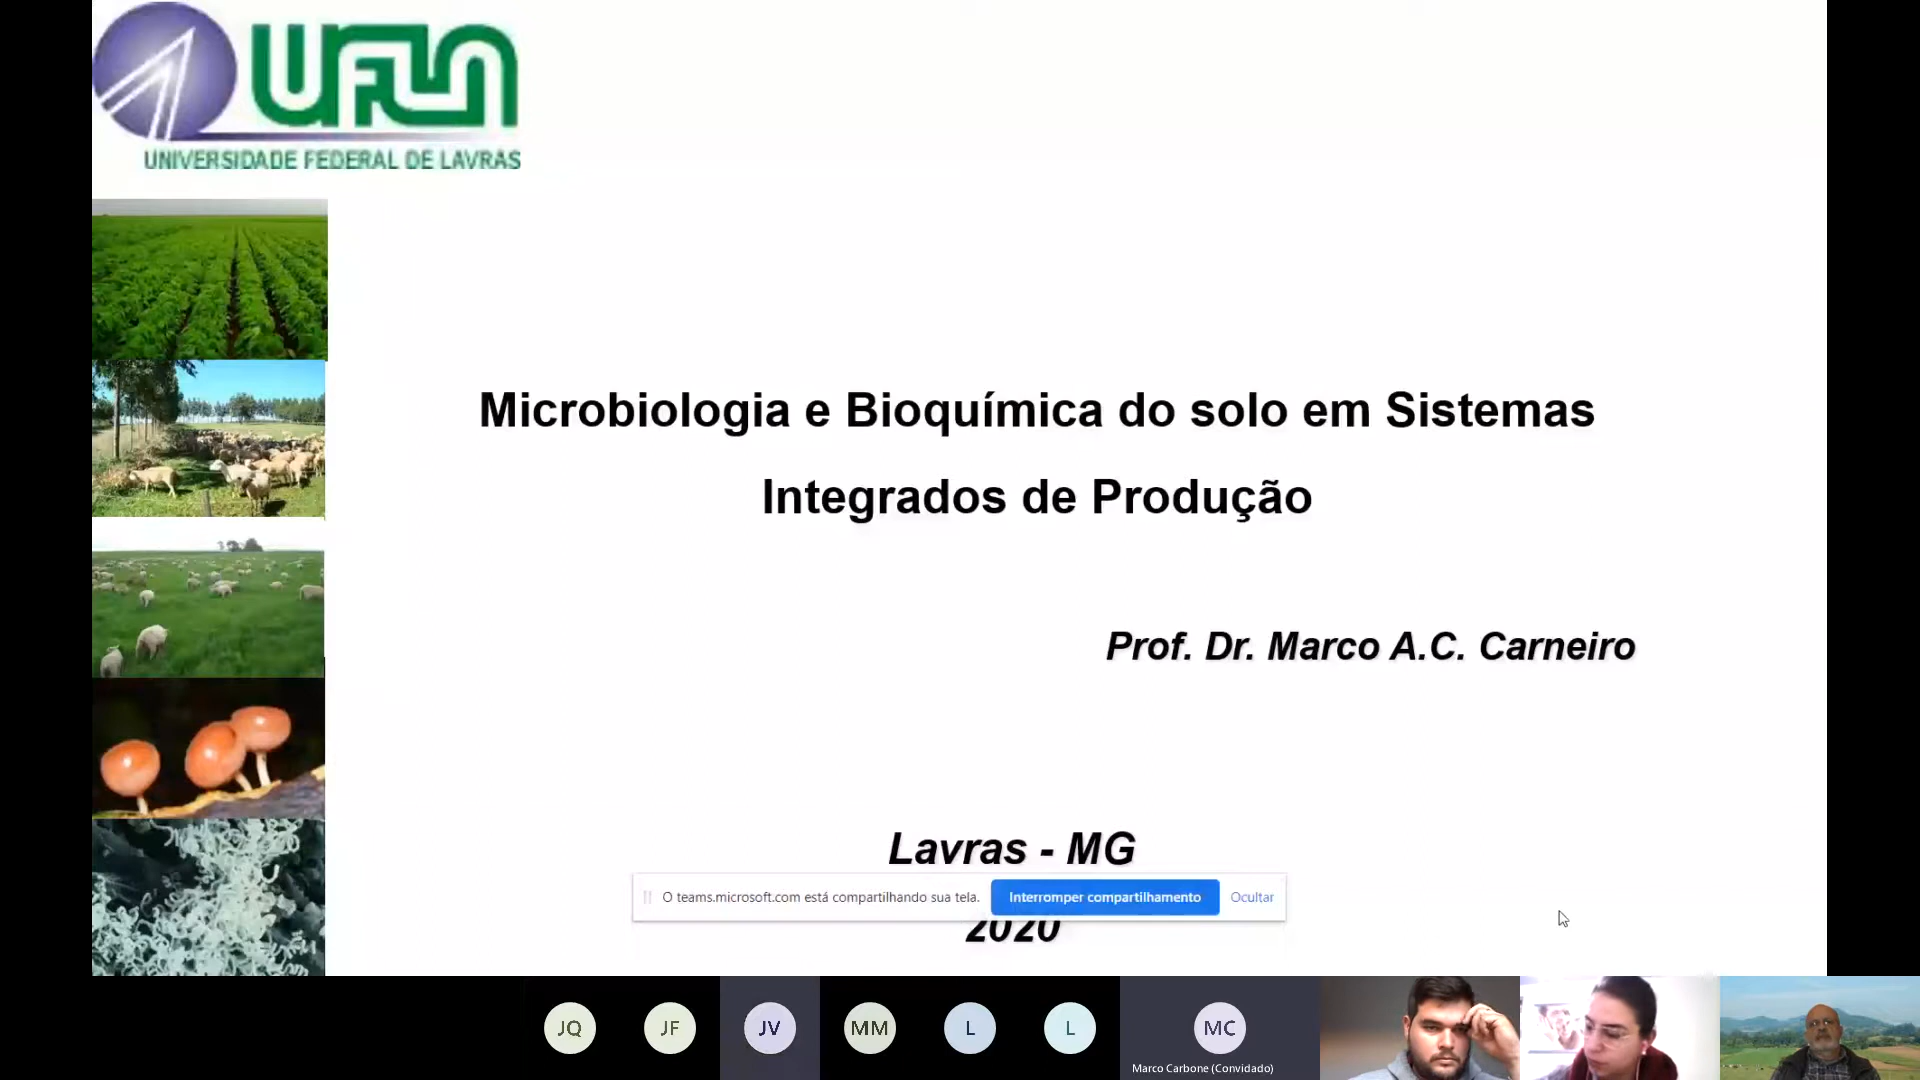 UFLA
UNIVERSIDADE FEDERAL DE LAVRAS
Microbiologia e Bioquímica do solo em Sistemas
Integrados de Produção
Prof. Dr. Marco A.C. Carneiro
Lavras - MG
O teams.microsoft.com está compartilhando sua tela. Interromper compartilhamento Ocultar
2020
JQ JF JV MM L L MC
Marco Carbone (Convidado)